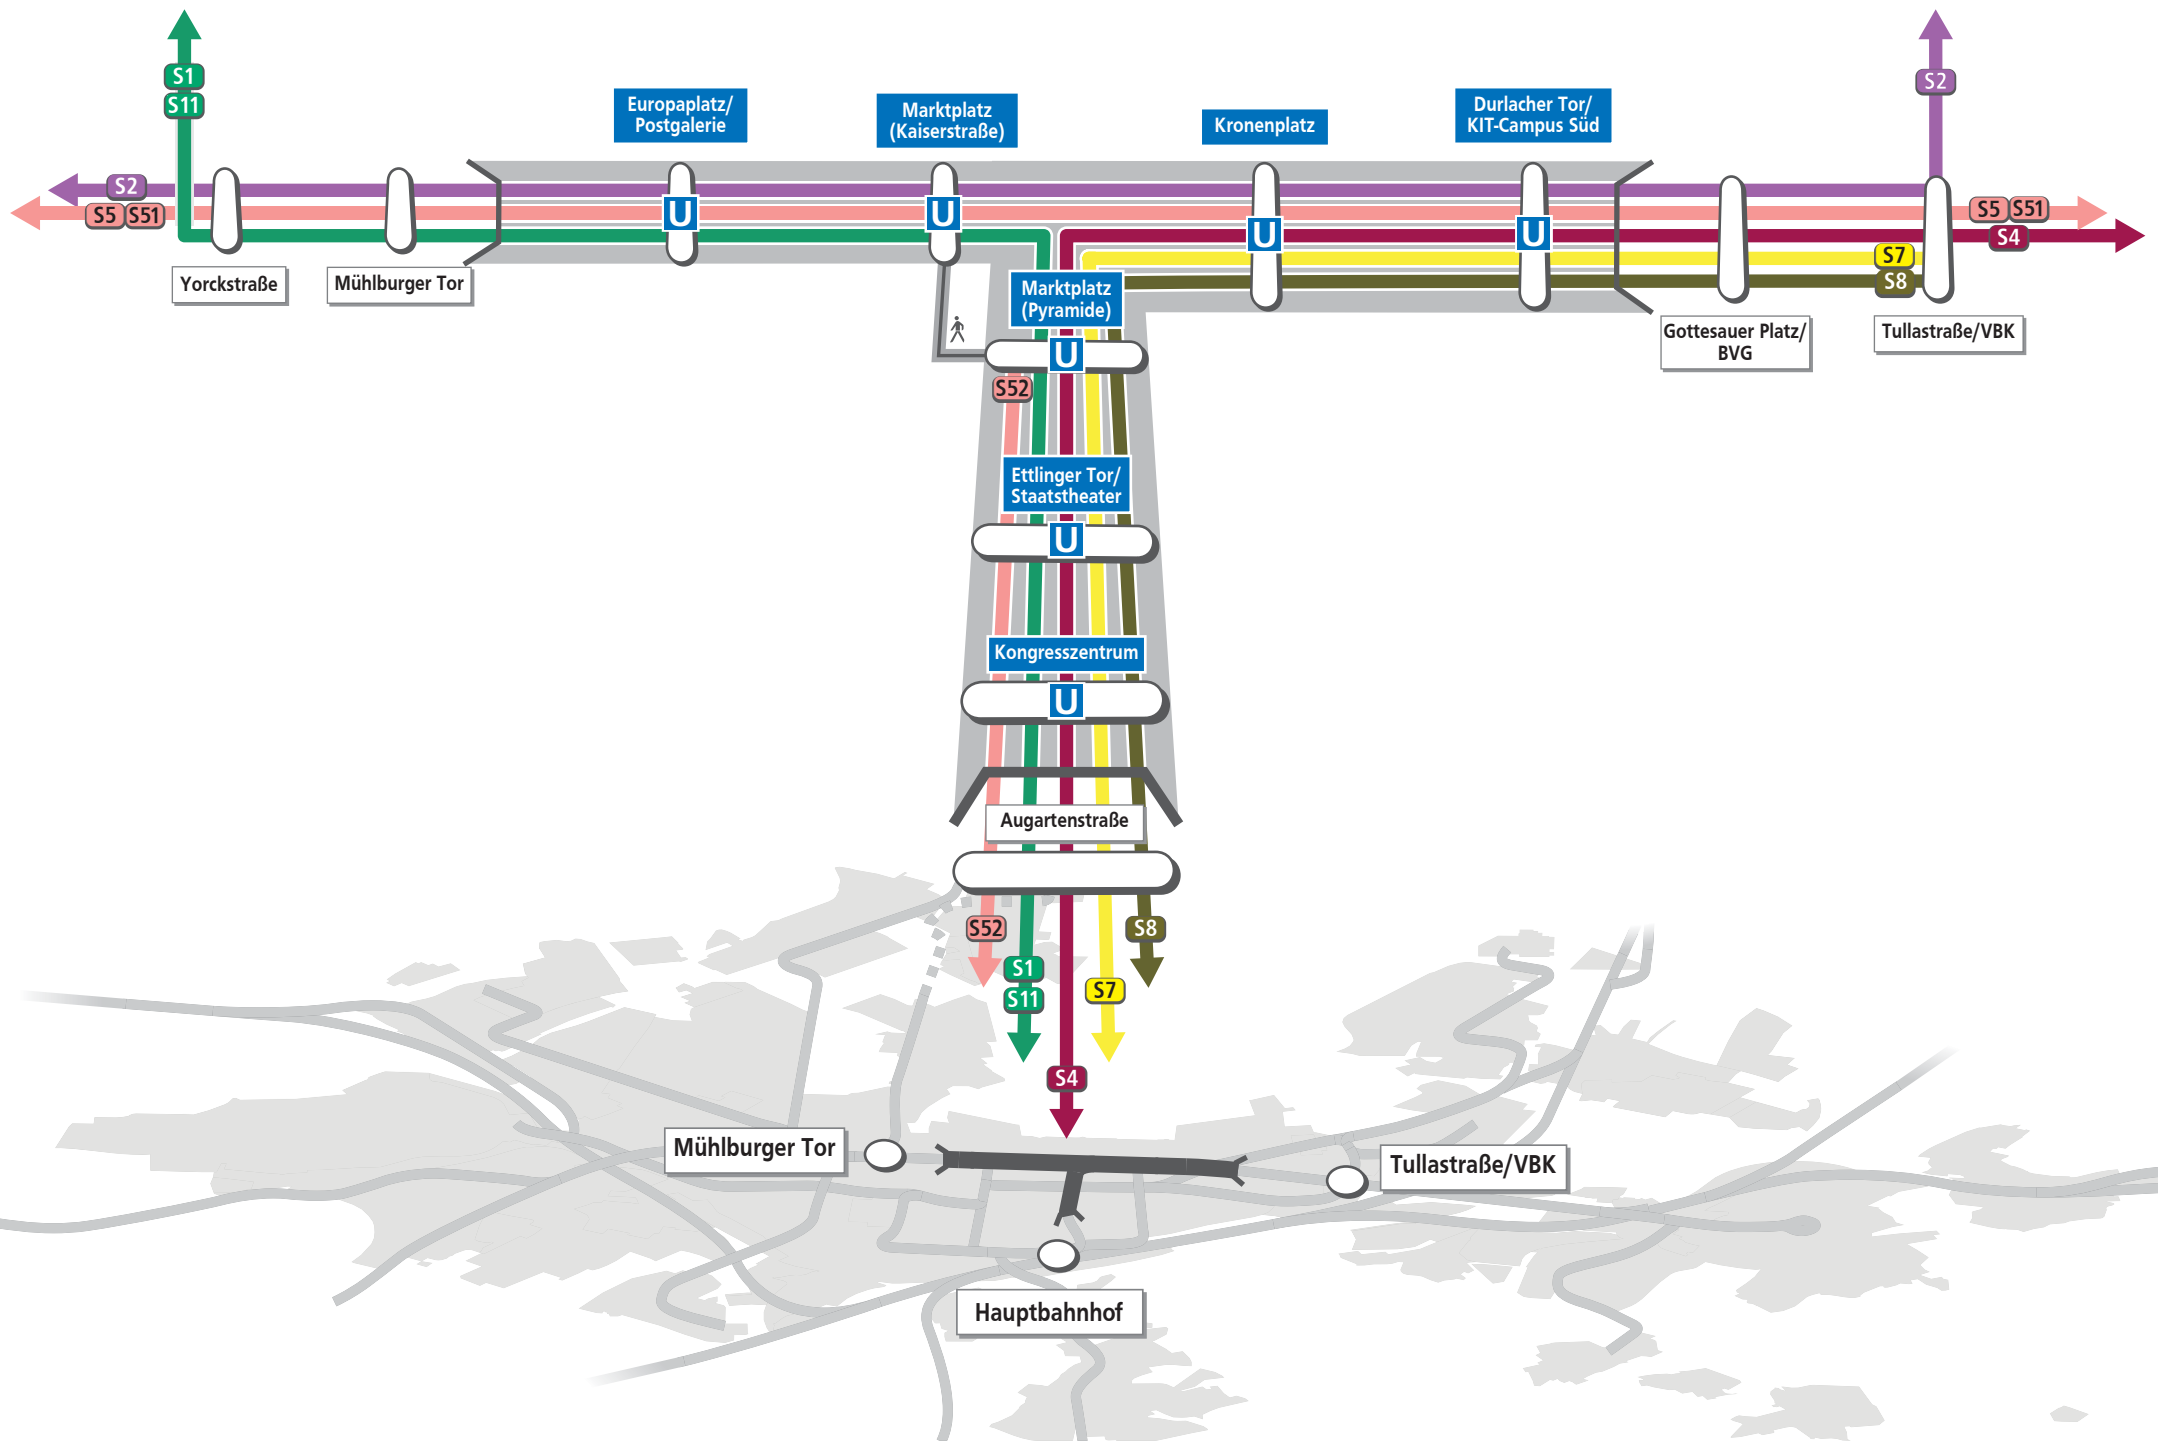 S1
S11
S2
Europaplatz/
Postgalerie
Marktplatz
(Kaiserstraße)
Kronenplatz
Durlacher Tor/
KIT-Campus Süd
S2
S5 S51
U
U
U
U
S5 S51
S4
S7
S8
Yorckstraße
Mühlburger Tor
Marktplatz
(Pyramide)
Gottesauer Platz/
BVG
Tullastraße/VBK
U
S52
Ettlinger Tor/
Staatstheater
U
Kongresszentrum
U
Augartenstraße
S52
S8
S1
S11
S7
S4
Mühlburger Tor
Tullastraße/VBK
Hauptbahnhof